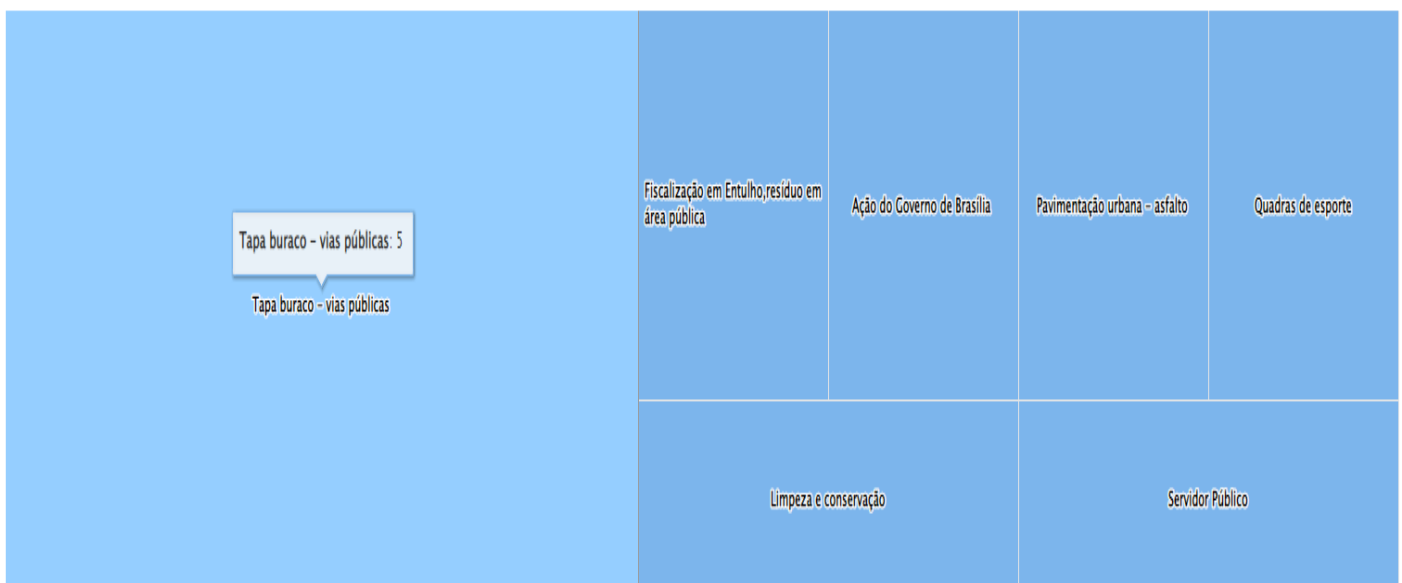 Tapa buraco – vias públicas: 5
Tapa buraco – vias públicas
Fiscalização em Entulho,resíduo em
área pública
Ação do Governo de Brasília
Pavimentação urbana – asfalto
Quadras de esporte
Limpeza e conservação
Servidor Público